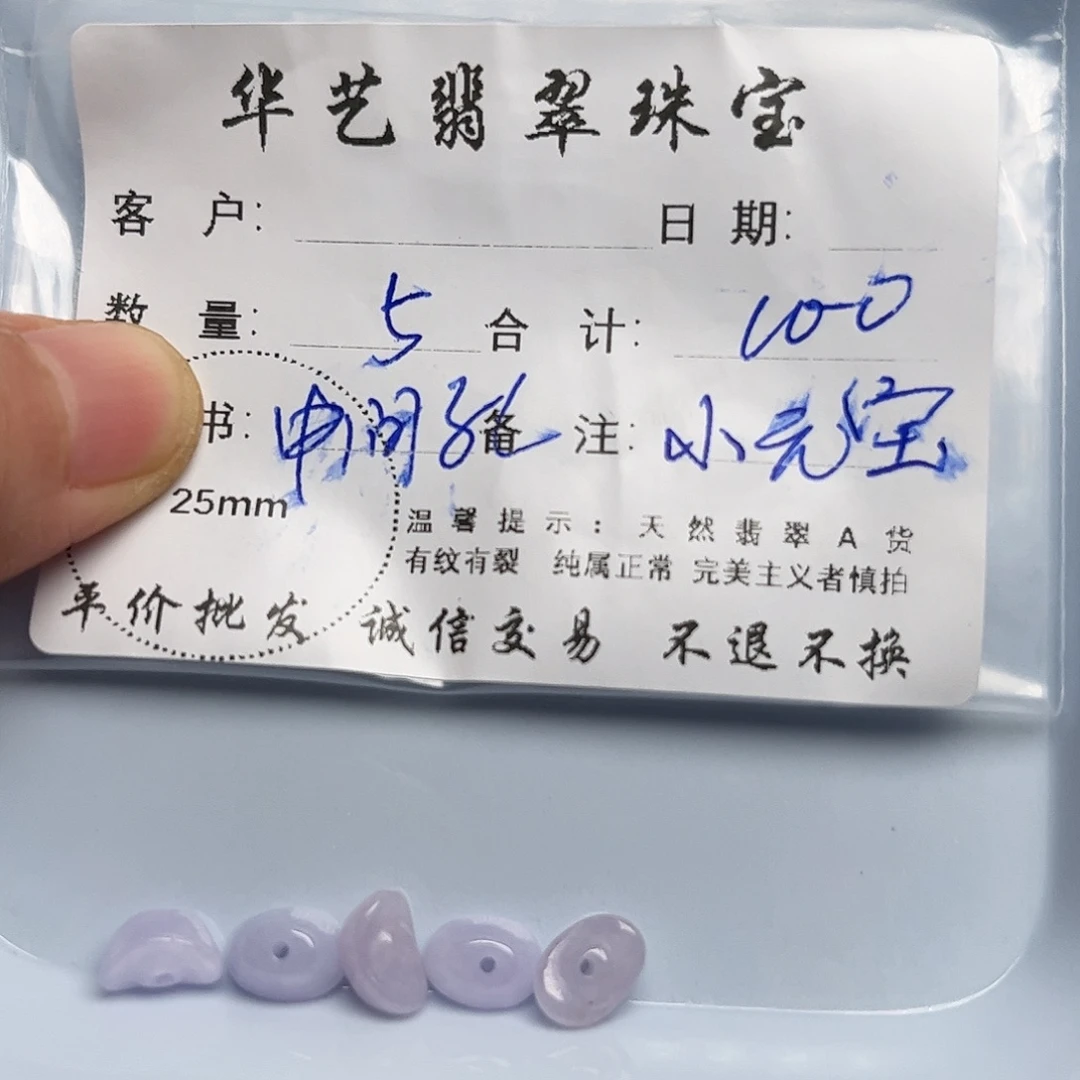 华艺翡翠珠宝
客 户: 日 期:
数 量: 5 合 计: 100
书: 中间孔 备 注: 小元宝
25mm
温馨提示：天然翡翠A货
有纹有裂 纯属正常 完美主义者慎拍
平价批发 诚信交易 不退不换